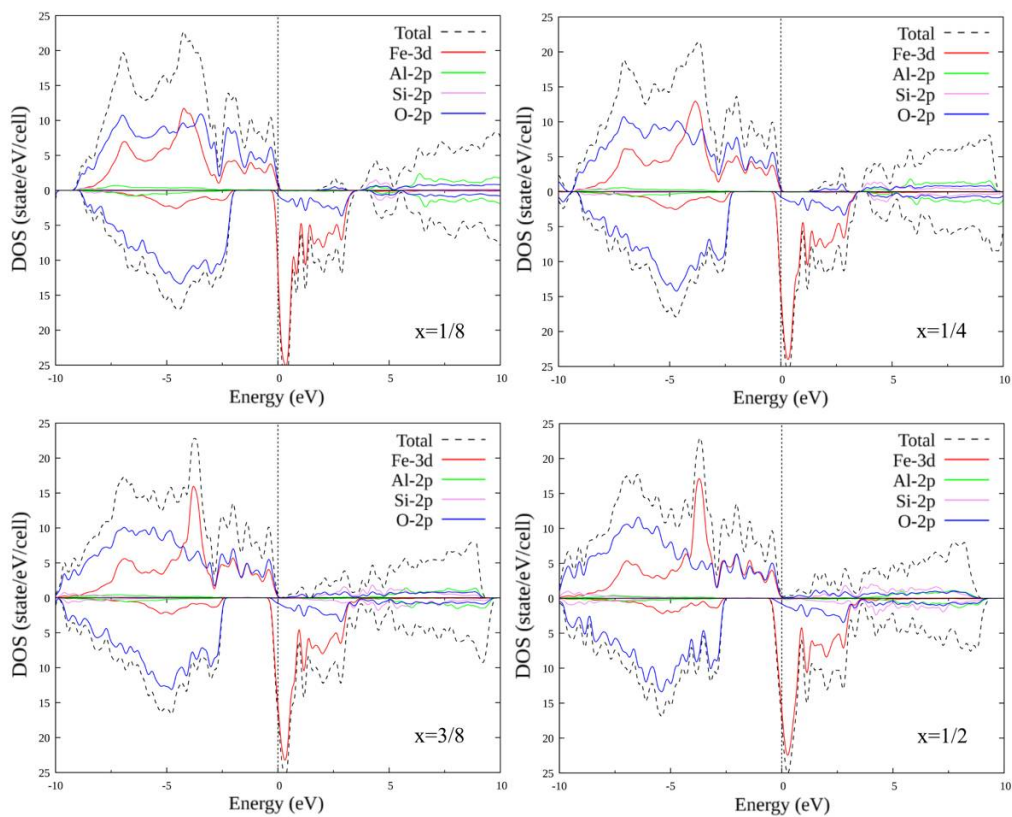 25
20
15
10
5
0
5
10
15
20
25
-10
-5
0
5
10
DOS (state/eV/cell)
Energy (eV)
Total
Fe-3d
Al-2p
Si-2p
O-2p
x=1/8
25
20
15
10
5
0
5
10
15
20
25
-10
-5
0
5
10
DOS (state/eV/cell)
Energy (eV)
Total
Fe-3d
Al-2p
Si-2p
O-2p
x=1/4
25
20
15
10
5
0
5
10
15
20
25
-10
-5
0
5
10
DOS (state/eV/cell)
Energy (eV)
Total
Fe-3d
Al-2p
Si-2p
O-2p
x=3/8
25
20
15
10
5
0
5
10
15
20
25
-10
-5
0
5
10
DOS (state/eV/cell)
Energy (eV)
Total
Fe-3d
Al-2p
Si-2p
O-2p
x=1/2